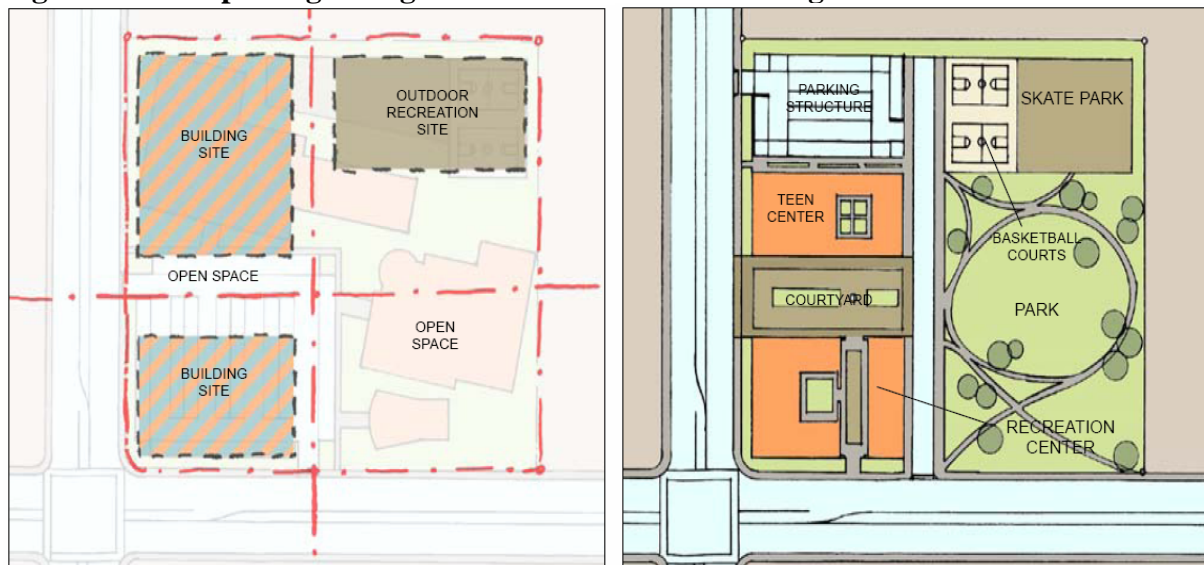 OUTDOOR
RECREATION
SITE
BUILDING
SITE
OPEN SPACE
OPEN
SPACE
BUILDING
SITE
PARKING
STRUCTURE
SKATE PARK
TEEN
CENTER
BASKETBALL
COURTS
COURTYARD
PARK
RECREATION
CENTER